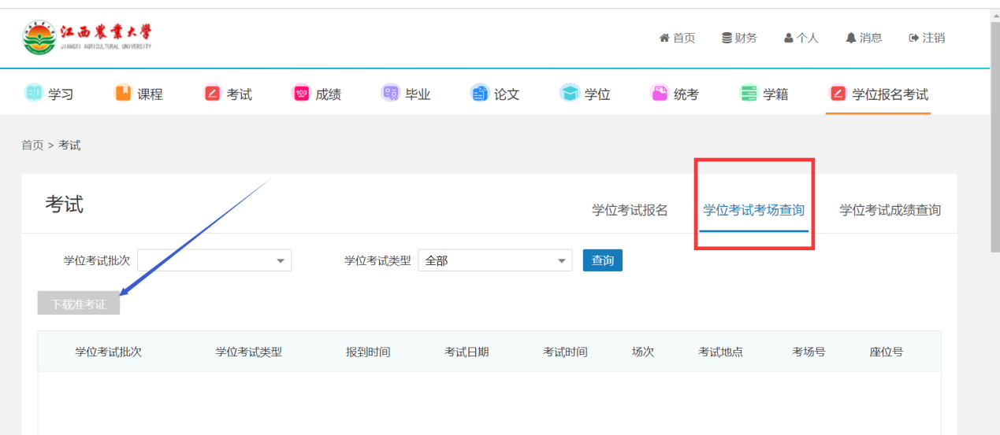 江西农业大学
JIANGXI AGRICULTURAL UNIVERSITY
首页 财务 个人 消息 注销
学习 课程 考试 100 成绩 毕业 论文 学位 统考 学籍 学位报名考试
首页 > 考试
考试 学位考试报名 学位考试考场查询 学位考试成绩查询
学位考试批次 学位考试类型 全部 查询
下载准考证
学位考试批次 学位考试类型 报到时间 考试日期 考试时间 场次 考试地点 考场号 座位号